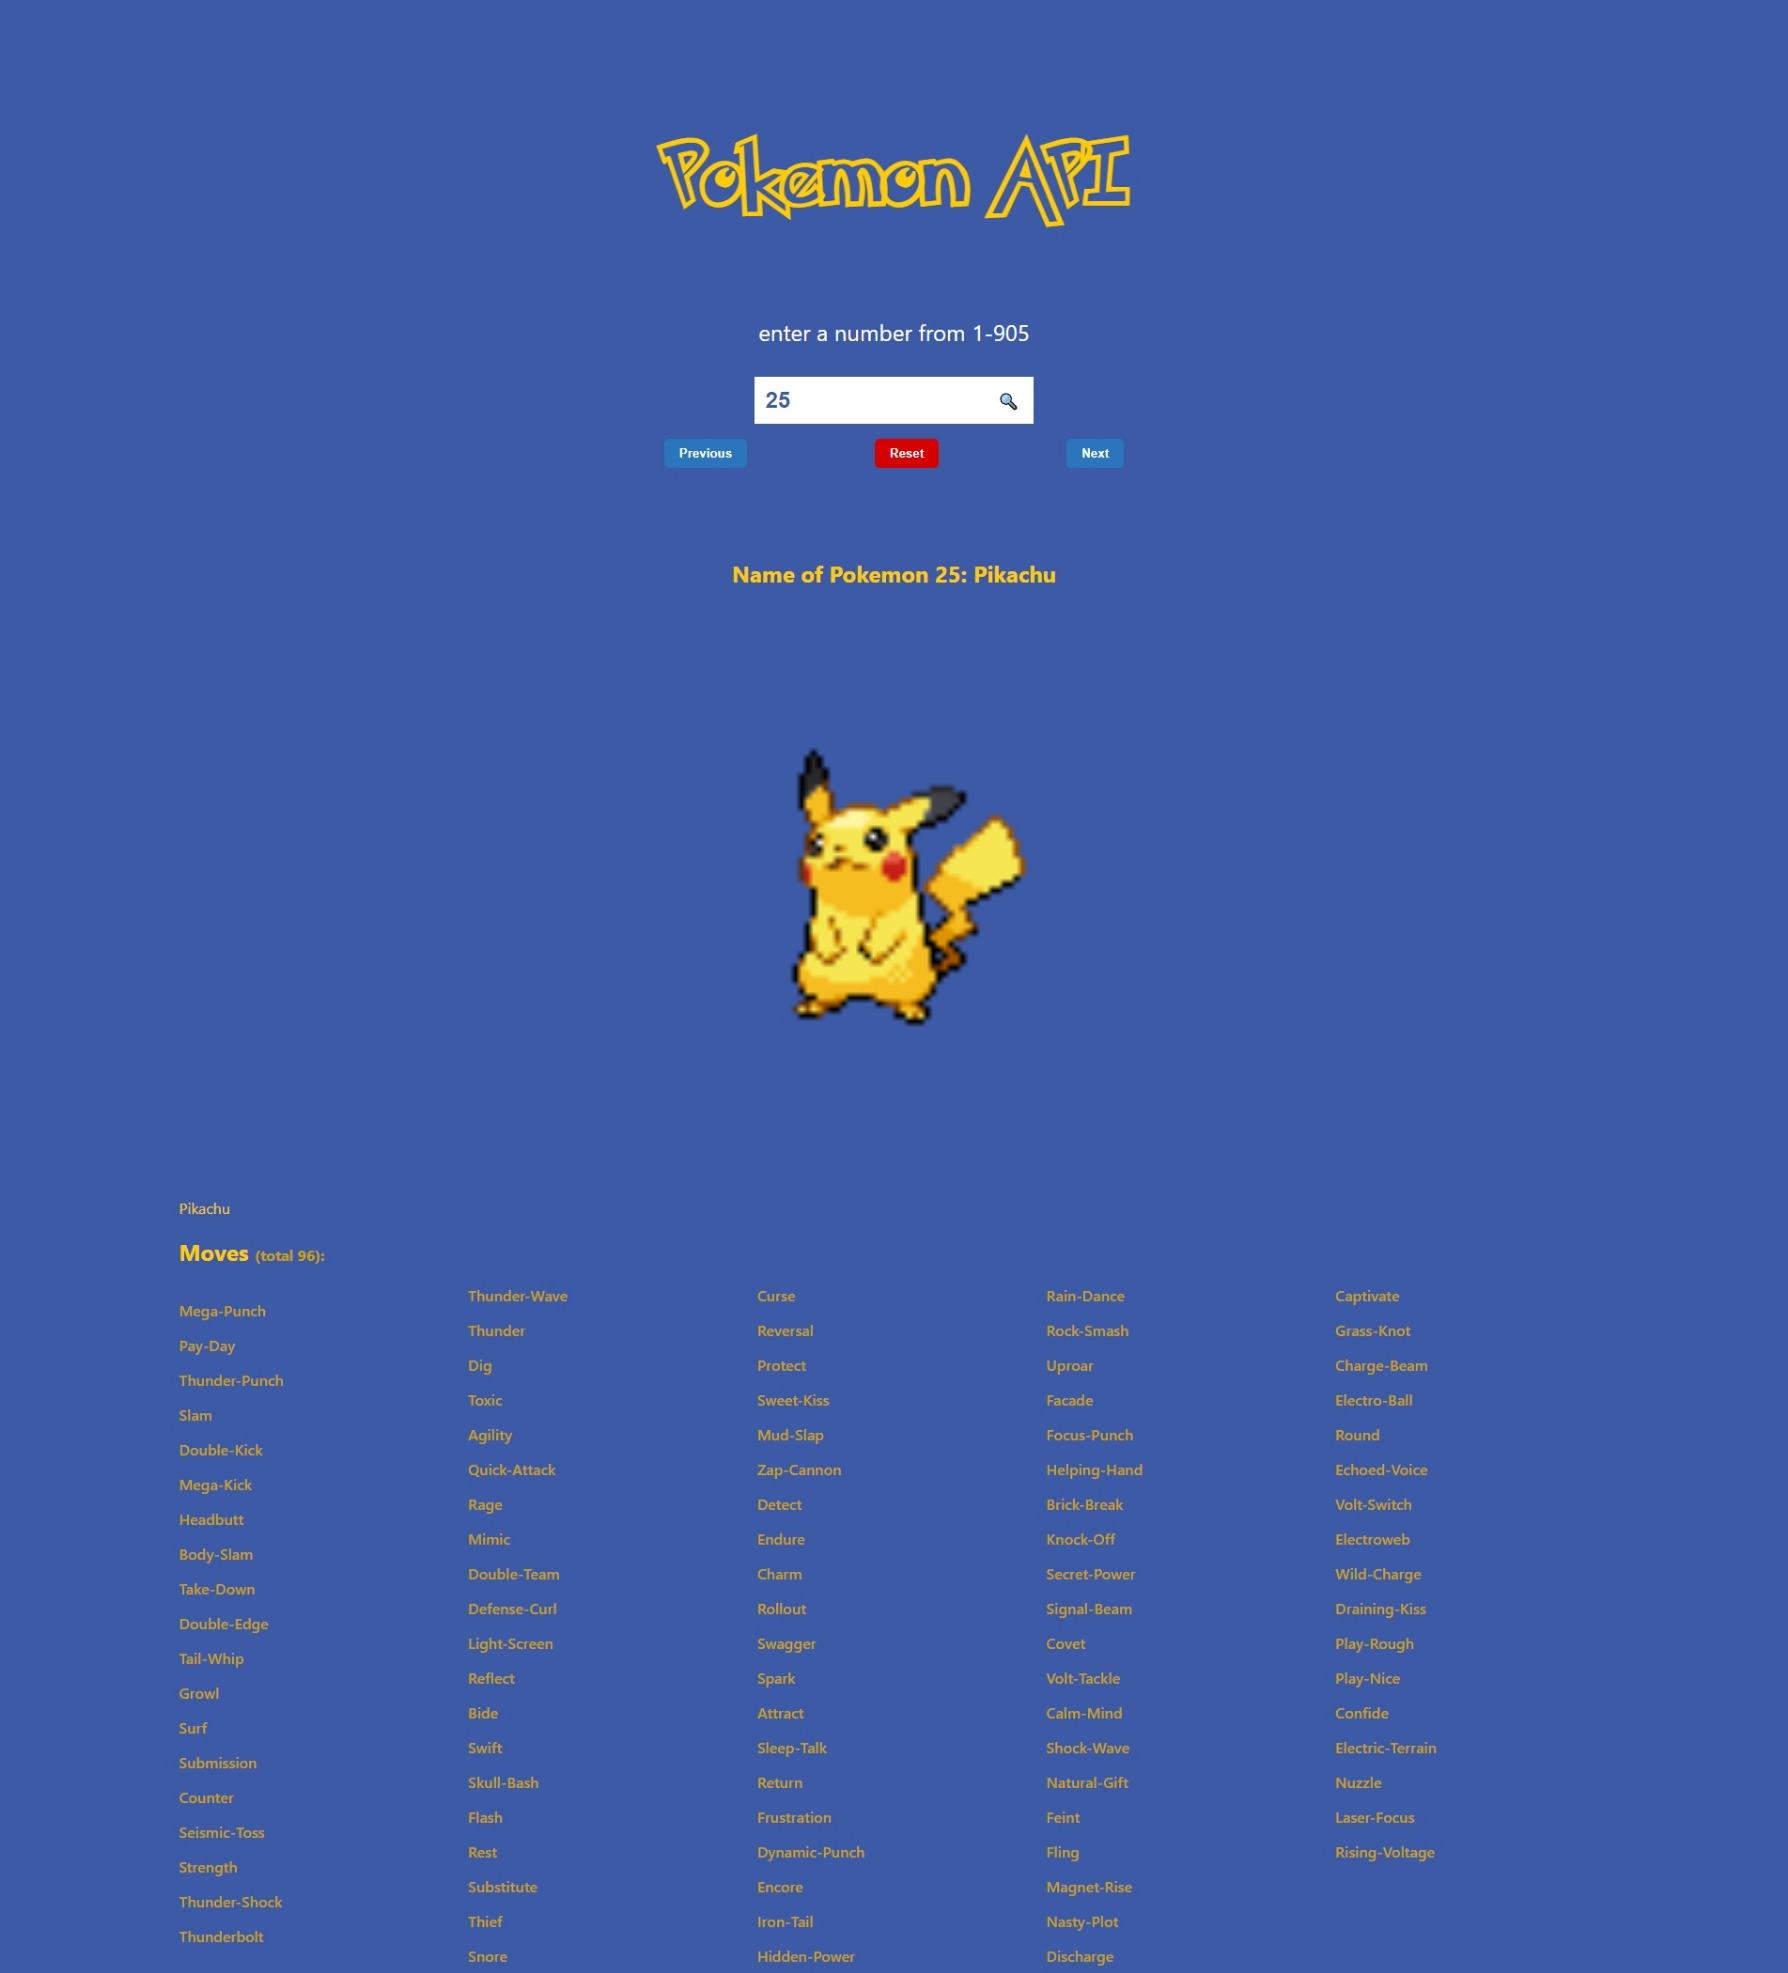 Pokemon API
enter a number from 1-905
25
Previous
Reset
Next
Name of Pokemon 25: Pikachu
Pikachu
Moves (total 96):
Mega-Punch
Pay-Day
Thunder-Punch
Slam
Double-Kick
Mega-Kick
Headbutt
Body-Slam
Take-Down
Double-Edge
Tail-Whip
Growl
Surf
Submission
Counter
Seismic-Toss
Strength
Thunder-Shock
Thunderbolt
Thunder-Wave
Thunder
Dig
Toxic
Agility
Quick-Attack
Rage
Mimic
Double-Team
Defense-Curl
Light-Screen
Reflect
Bide
Swift
Skull-Bash
Flash
Rest
Substitute
Thief
Snore
Curse
Reversal
Protect
Sweet-Kiss
Mud-Slap
Zap-Cannon
Detect
Endure
Charm
Rollout
Swagger
Spark
Attract
Sleep-Talk
Return
Frustration
Dynamic-Punch
Encore
Iron-Tail
Hidden-Power
Rain-Dance
Rock-Smash
Uproar
Facade
Focus-Punch
Helping-Hand
Brick-Break
Knock-Off
Secret-Power
Signal-Beam
Covet
Volt-Tackle
Calm-Mind
Shock-Wave
Natural-Gift
Feint
Fling
Magnet-Rise
Nasty-Plot
Discharge
Captivate
Grass-Knot
Charge-Beam
Electro-Ball
Round
Echoed-Voice
Volt-Switch
Electroweb
Wild-Charge
Draining-Kiss
Play-Rough
Play-Nice
Confide
Electric-Terrain
Nuzzle
Laser-Focus
Rising-Voltage